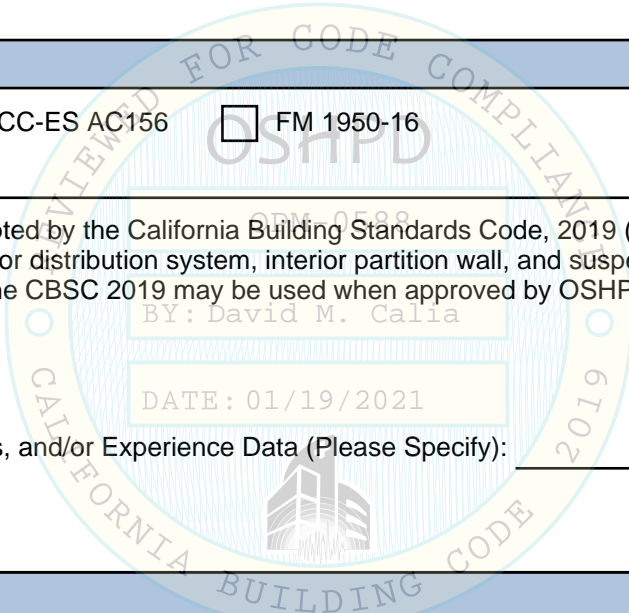 REVIEWED FOR CODE COMPLIANCE
CC-ES AC156 FM 1950-16
OSHPD
OPM-0588
oted by the California Building Standards Code, 2019 (
or distribution system, interior partition wall, and susp
he CBSC 2019 may be used when approved by OSHP
BY: David M. Calia
DATE: 01/19/2021
s, and/or Experience Data (Please Specify):
CALIFORNIA BUILDING CODE 2019